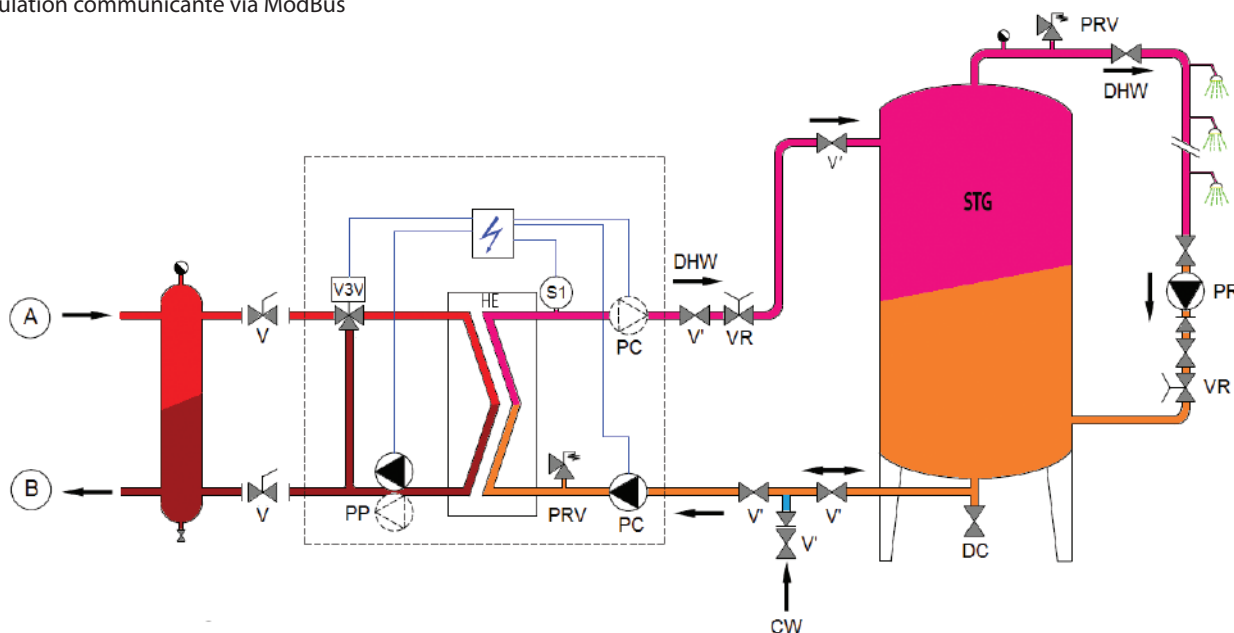 ulation communicante via ModBus
PRV
DHW
V'
STG
DHW
V3V
HE
S1
A
V
PC
V'
VR
PR
VR
B
V
PP
PRV
PC
V'
V'
V'
DC
CW